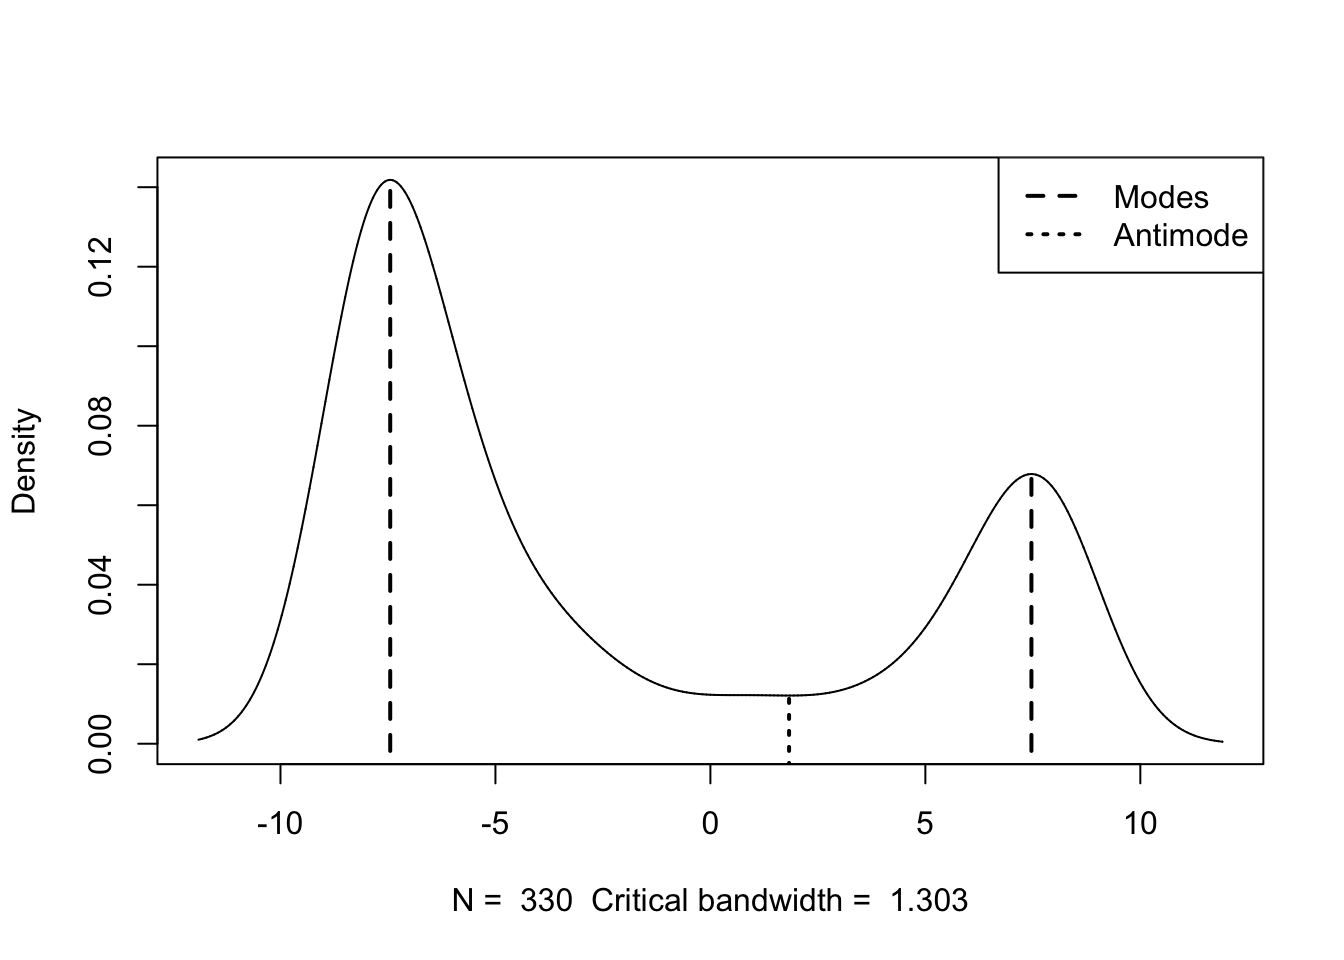 Modes
Antimode
Density
0.12
0.08
0.04
0.00
-10 -5 0 5 10
N = 330 Critical bandwidth = 1.303